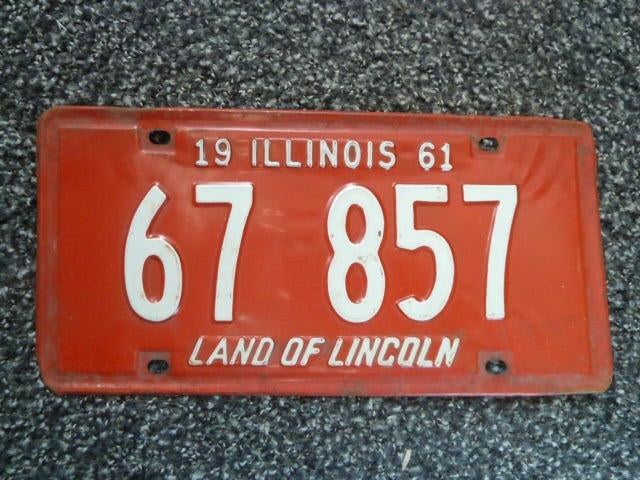 19 ILLINOIS 61
67 857
LAND OF LINCOLN